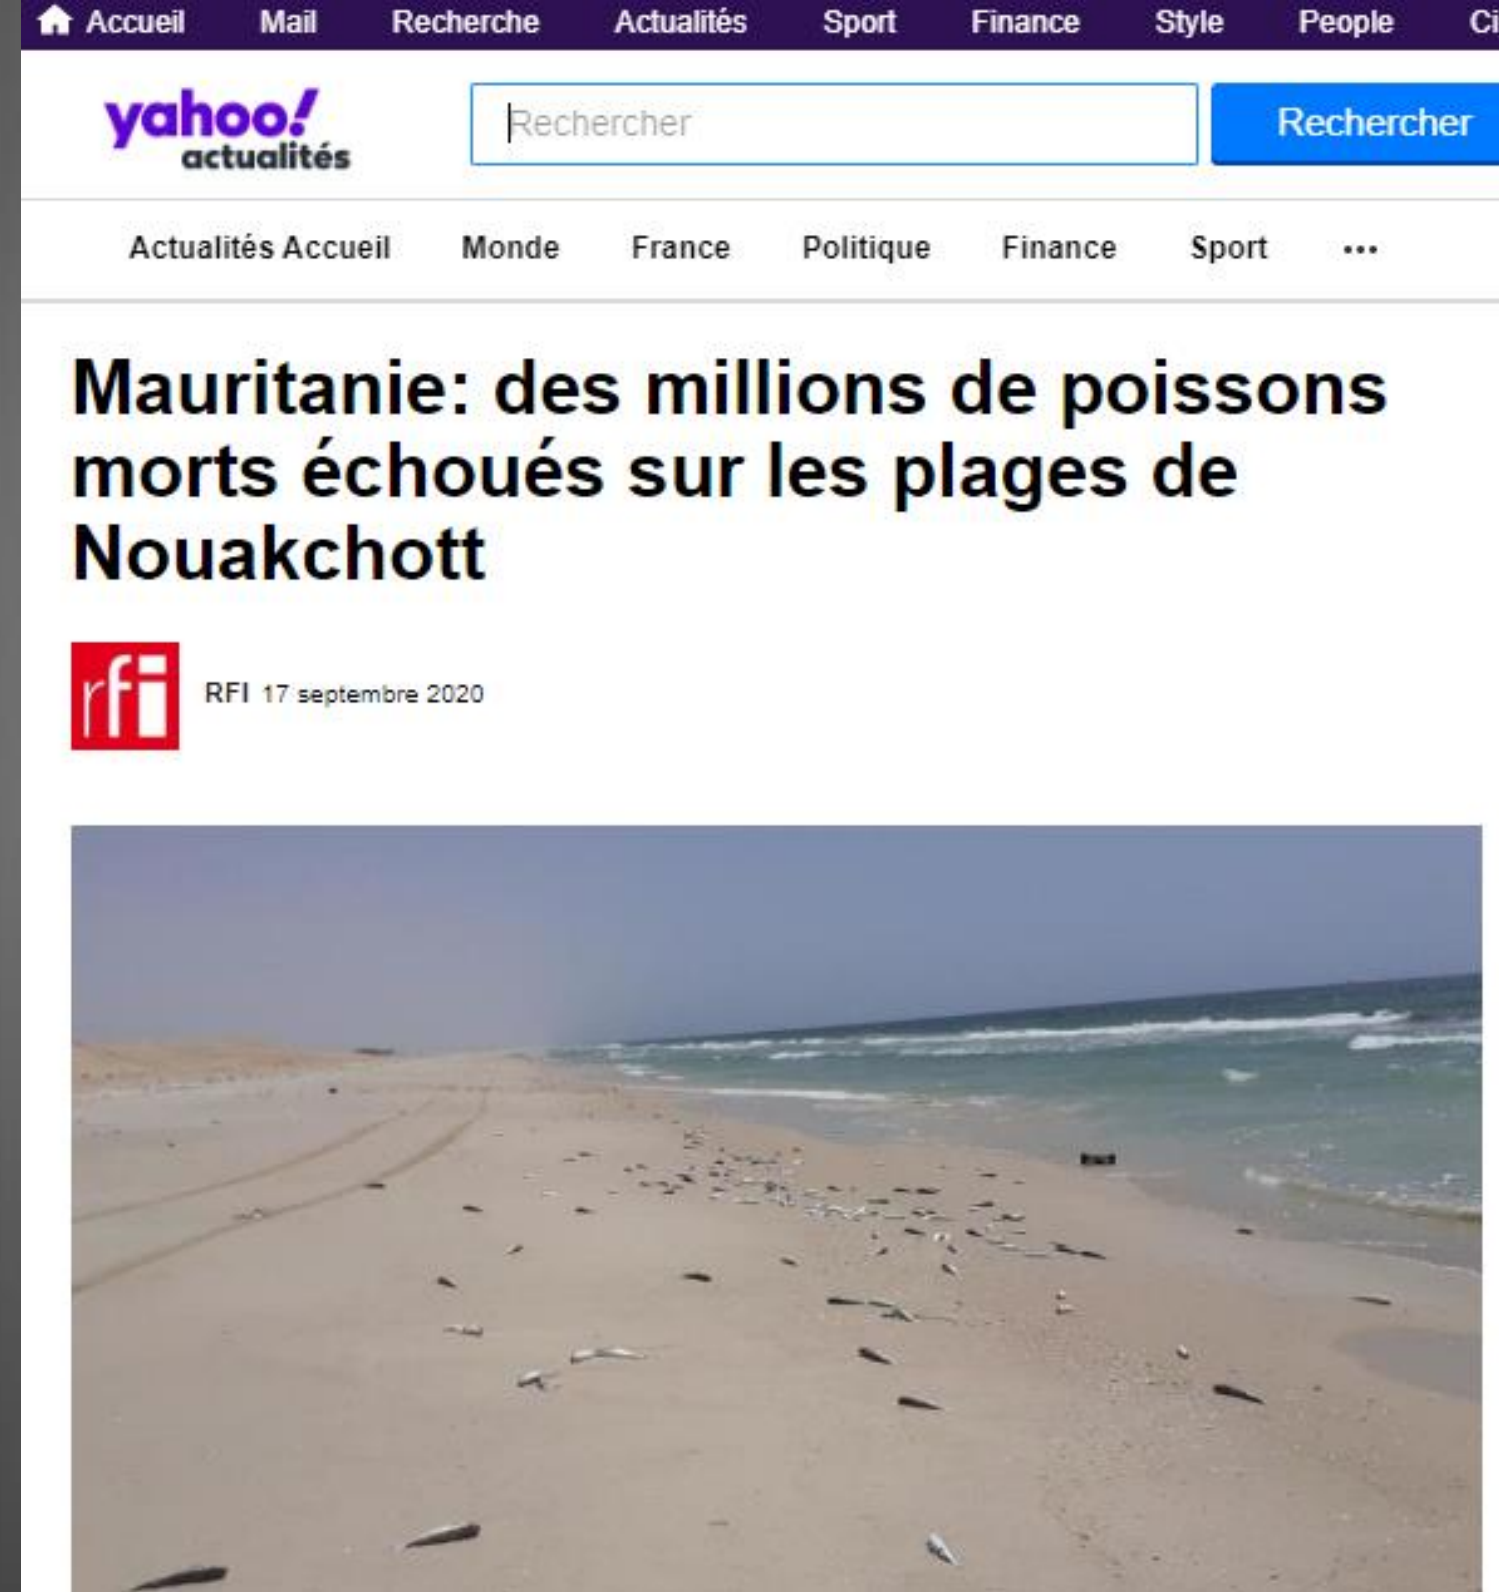 Accueil Mail Recherche Actualités Sport Finance Style People
yahoo!
actualités
Rechercher
Rechercher
Actualités Accueil Monde France Politique Finance Sport ...
Mauritanie: des millions de poissons
morts échoués sur les plages de
Nouakchott
rfi
RFI 17 septembre 2020